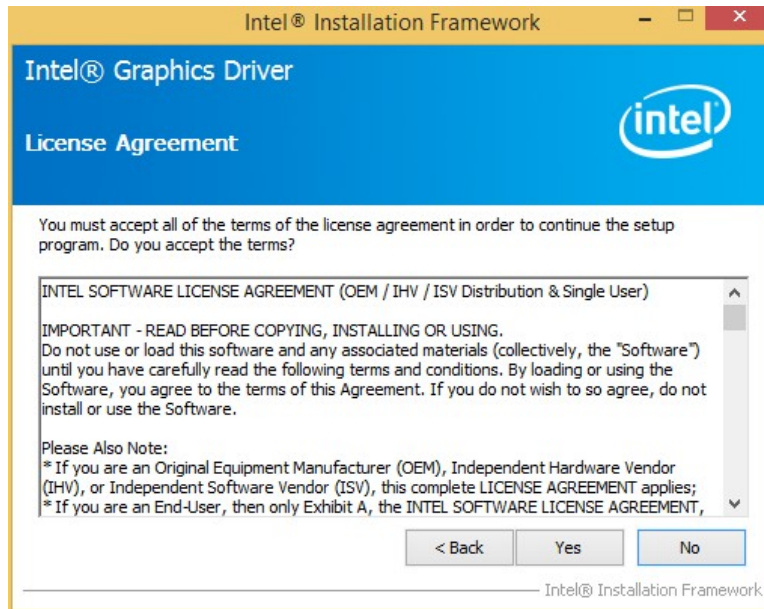 Intel® Installation Framework
Intel® Graphics Driver
intel
License Agreement
You must accept all of the terms of the license agreement in order to continue the setup
program. Do you accept the terms?
INTEL SOFTWARE LICENSE AGREEMENT (OEM / IHV / ISV Distribution & Single User)
IMPORTANT - READ BEFORE COPYING, INSTALLING OR USING.
Do not use or load this software and any associated materials (collectively, the "Software")
until you have carefully read the following terms and conditions. By loading or using the
Software, you agree to the terms of this Agreement. If you do not wish to so agree, do not
install or use the Software.
Please Also Note:
* If you are an Original Equipment Manufacturer (OEM), Independent Hardware Vendor
(IHV), or Independent Software Vendor (ISV), this complete LICENSE AGREEMENT applies;
* If you are an End-User, then only Exhibit A, the INTEL SOFTWARE LICENSE AGREEMENT,
< Back Yes No
Intel® Installation Framework